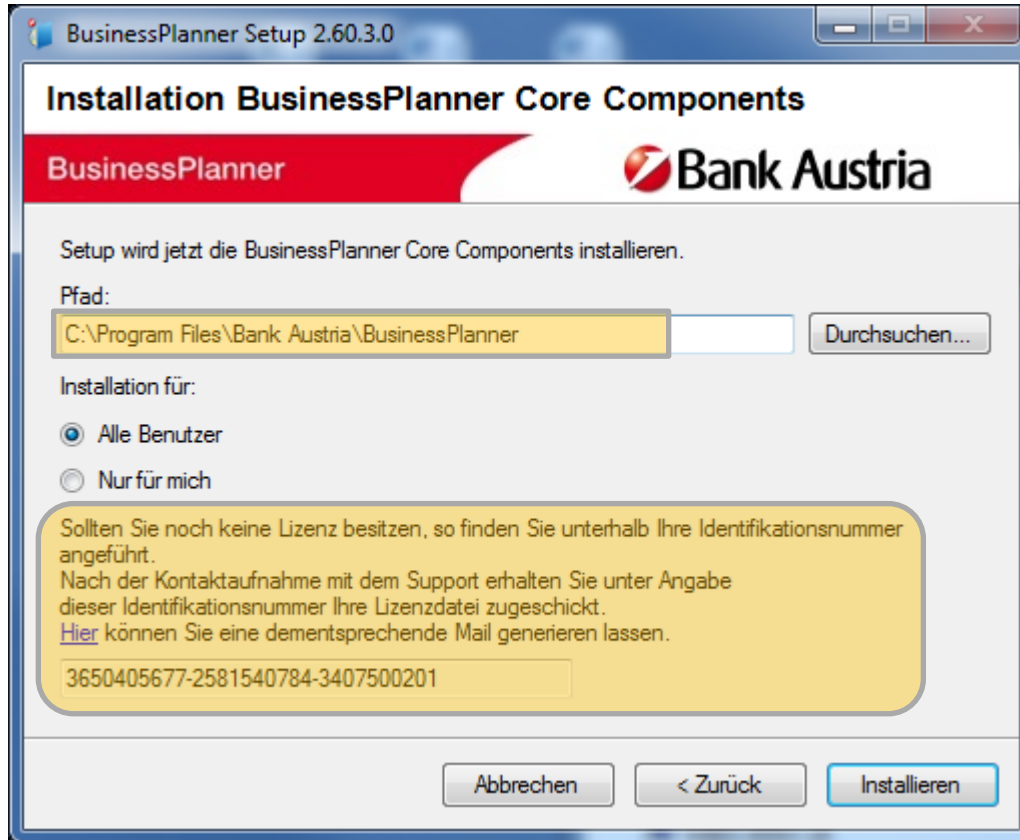 BusinessPlanner Setup 2.60.3.0
Installation BusinessPlanner Core Components
BusinessPlanner
Bank Austria
Setup wird jetzt die BusinessPlanner Core Components installieren.
Pfad:
C:\Program Files\Bank Austria\BusinessPlanner
Durchsuchen...
Installation für:
Alle Benutzer
Nur für mich
Sollten Sie noch keine Lizenz besitzen, so finden Sie unterhalb Ihre Identifikationsnummer
angeführt.
Nach der Kontaktaufnahme mit dem Support erhalten Sie unter Angabe
dieser Identifikationsnummer Ihre Lizenzdatei zugeschickt.
Hier können Sie eine dementsprechende Mail generieren lassen.
3650405677-2581540784-3407500201
Abbrechen
< Zurück
Installieren